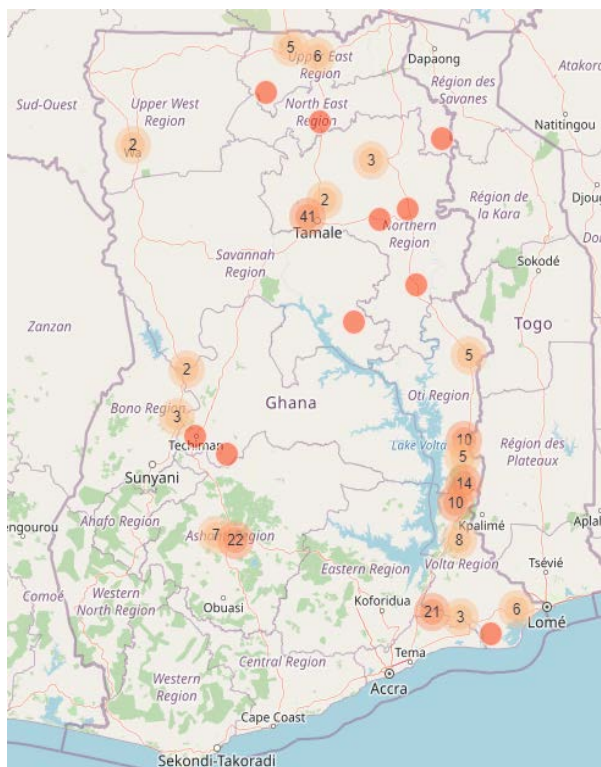 5
6
Upper East
Region
Dapaong
Atakora
Région des
Savanes
Sud-Ouest
Upper West
Region
North East
Region
Natitingou
2
Wa
3
2
Région de
la Kara
Djoug
41
Tamale
Northern
Region
Savannah
Region
Sokodé
Zanzan
Togo
5
2
Oti Region
Ghana
Bono Region
3
Techiman
10
Lake Volta
5
Région des
Plateaux
Sunyani
14
10
Kpalimé
Ahafo Region
7
22
8
Volta Region
Eastern Region
Tsévié
Comoé
Western
North Region
Obuasi
Koforidua
21
3
6
Lomé
Tema
Central Region
Accra
Western
Region
Cape Coast
Sekondi-Takoradi